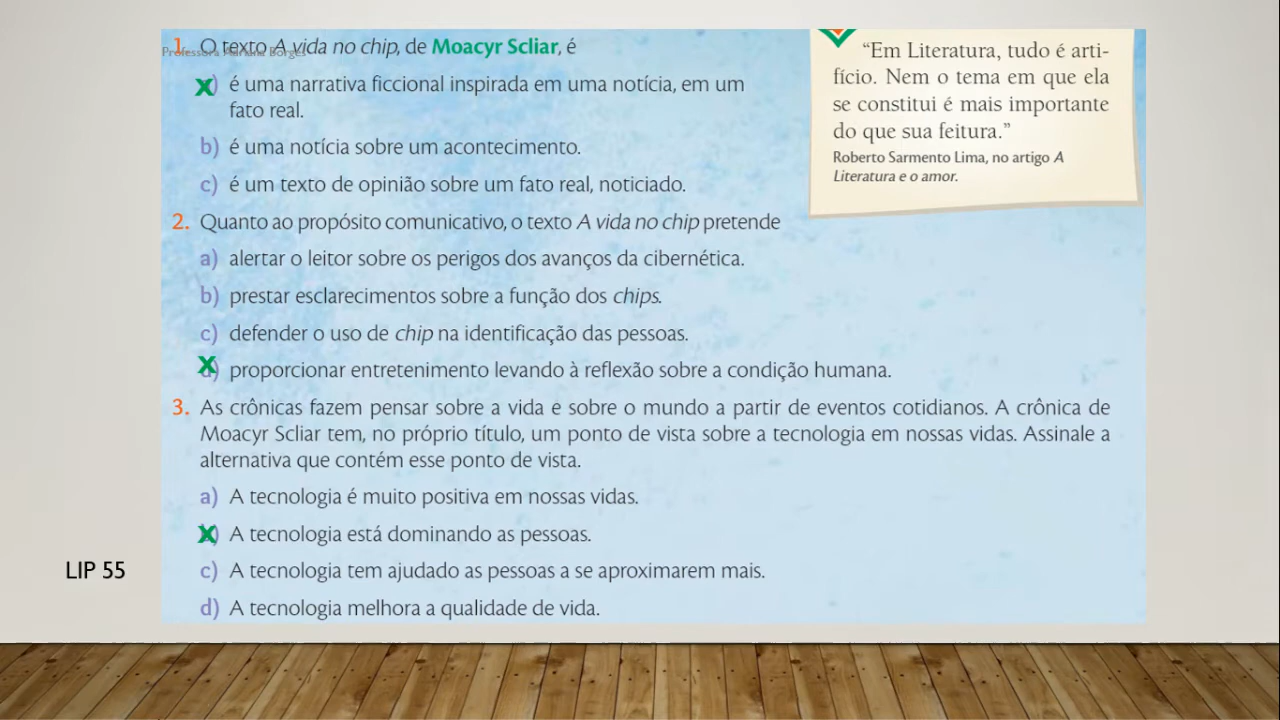 Professora Adriana Borges
1. O texto A vida no chip, de Moacyr Scliar, é
X) é uma narrativa ficcional inspirada em uma notícia, em um
fato real.
b) é uma notícia sobre um acontecimento.
c) é um texto de opinião sobre um fato real, noticiado.
"Em Literatura, tudo é arti-
fício. Nem o tema em que ela
se constitui é mais importante
do que sua feitura."
Roberto Sarmento Lima, no artigo A
Literatura e o amor.
2. Quanto ao propósito comunicativo, o texto A vida no chip pretende
a) alertar o leitor sobre os perigos dos avanços da cibernética.
b) prestar esclarecimentos sobre a função dos chips.
c) defender o uso de chip na identificação das pessoas.
X) proporcionar entretenimento levando à reflexão sobre a condição humana.
3. As crônicas fazem pensar sobre a vida e sobre o mundo a partir de eventos cotidianos. A crônica de
Moacyr Scliar tem, no próprio título, um ponto de vista sobre a tecnologia em nossas vidas. Assinale a
alternativa que contém esse ponto de vista.
a) A tecnologia é muito positiva em nossas vidas.
X) A tecnologia está dominando as pessoas.
c) A tecnologia tem ajudado as pessoas a se aproximarem mais.
d) A tecnologia melhora a qualidade de vida.
LIP 55